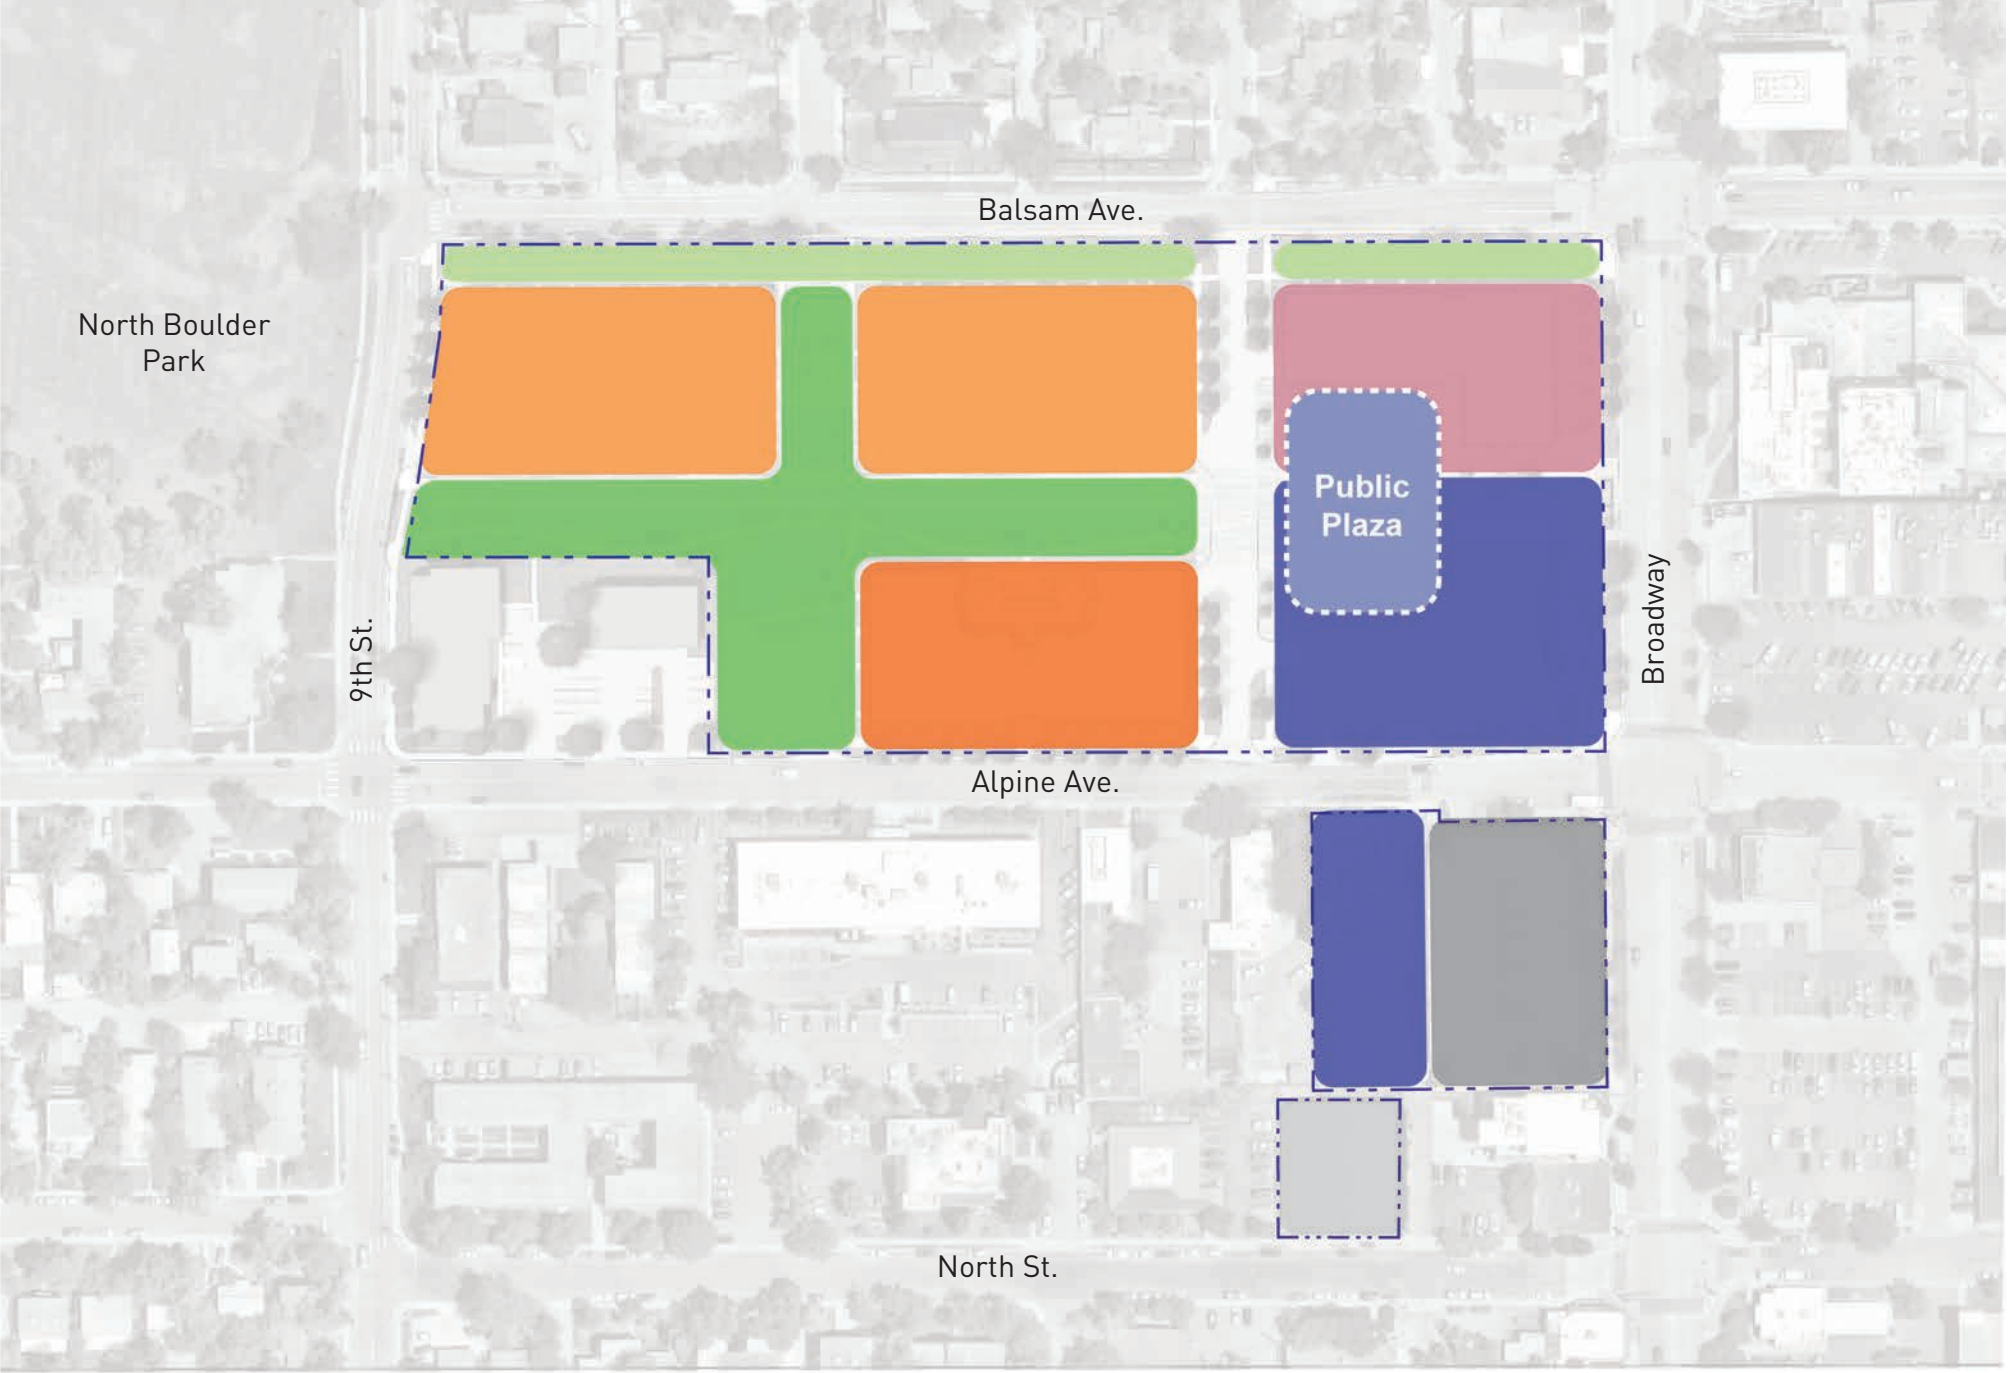 Balsam Ave.
North Boulder
Park
Public
Plaza
9th St.
Broadway
Alpine Ave.
North St.